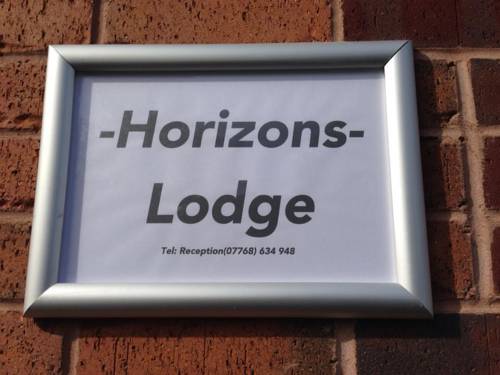 -Horizons-
Lodge
Tel: Reception(07768) 634 948